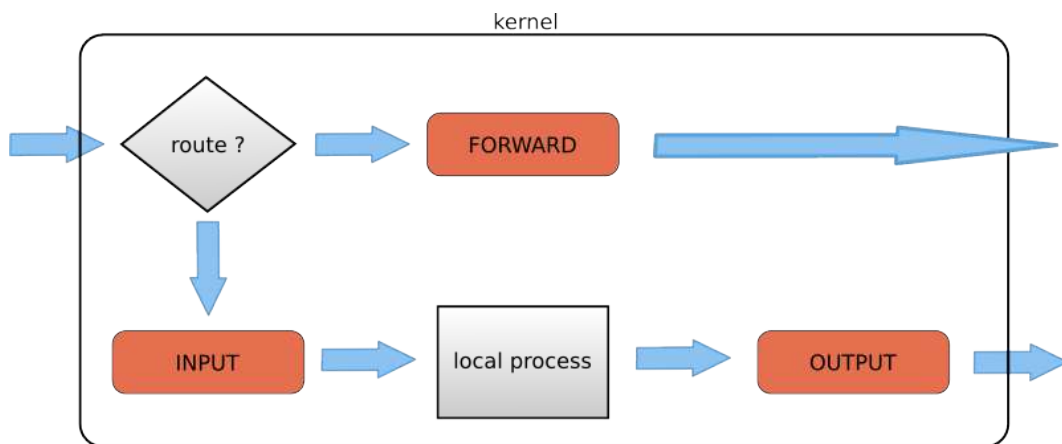 kernel
route ?
FORWARD
INPUT
local process
OUTPUT